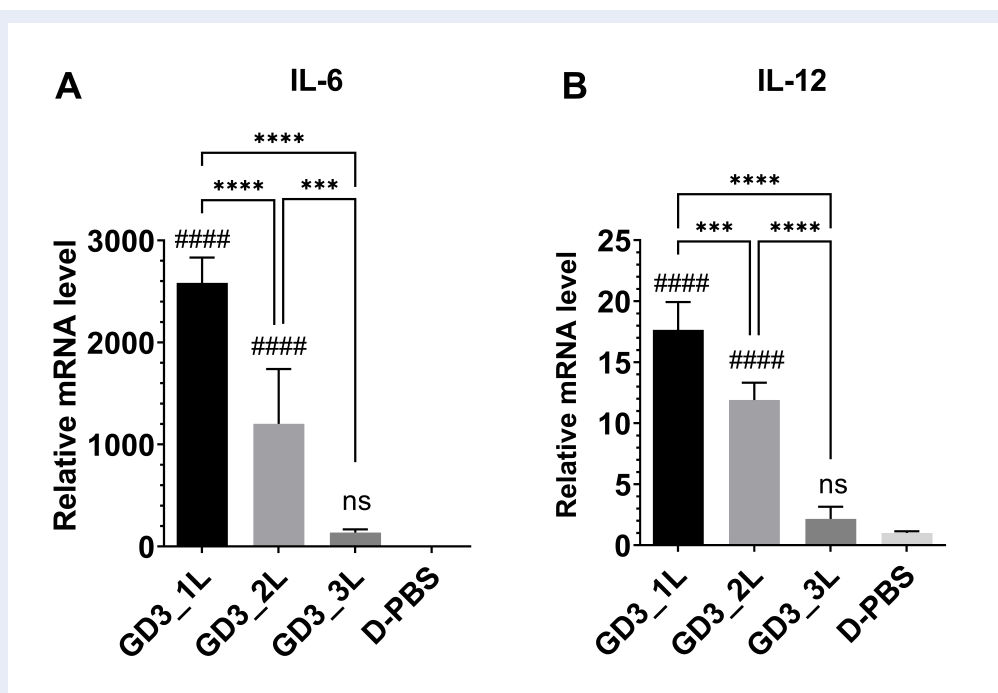 A
IL-6
****
****
***
####
####
ns
3000
2000
1000
0
Relative mRNA level
GD3_1L
GD3_2L
GD3_3L
D-PBS
B
IL-12
****
***
****
####
####
ns
25
20
15
10
5
0
Relative mRNA level
GD3_1L
GD3_2L
GD3_3L
D-PBS